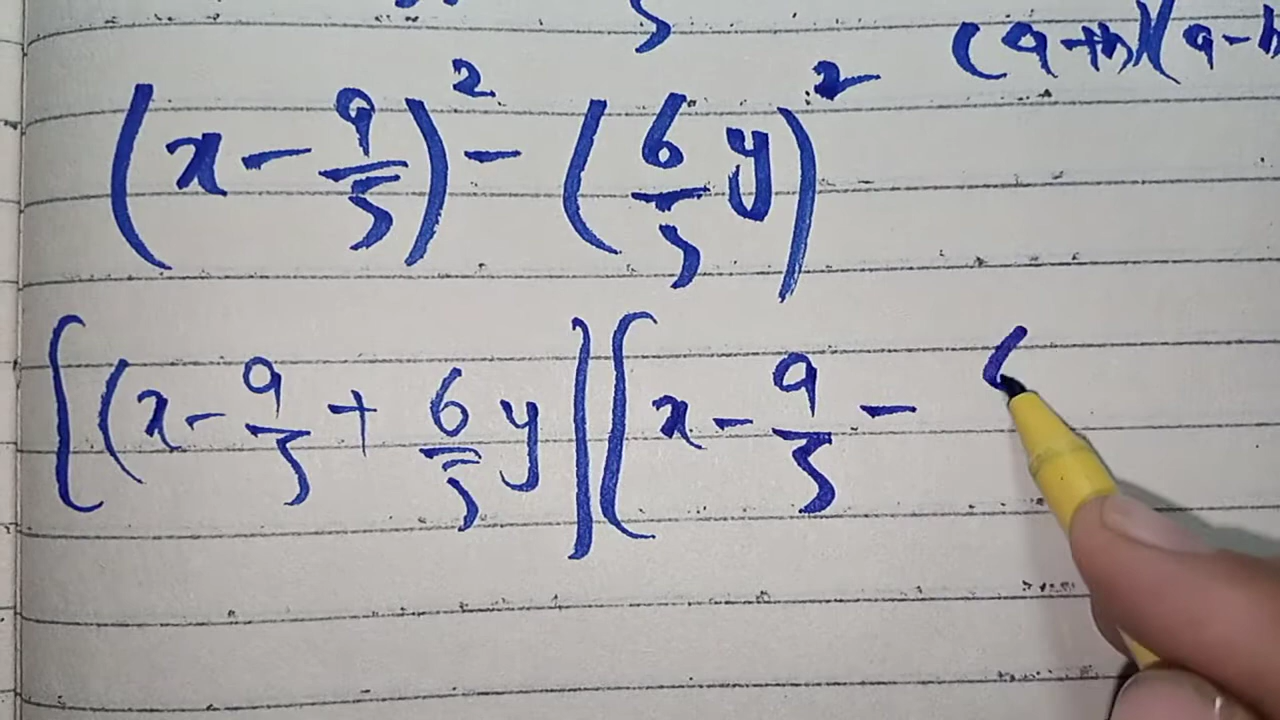 (a+b)(a-b
(x - 9/5)² - (6/5 y)²
[(x - 9/5 + 6/5 y] [x - 9/5 - 6